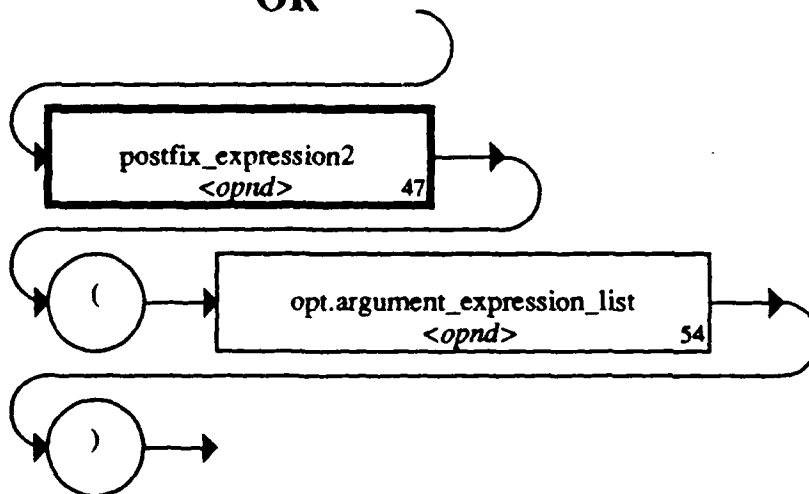 OR
postfix_expression2
<opnd>
47
(
opt.argument_expression_list
<opnd>
54
)